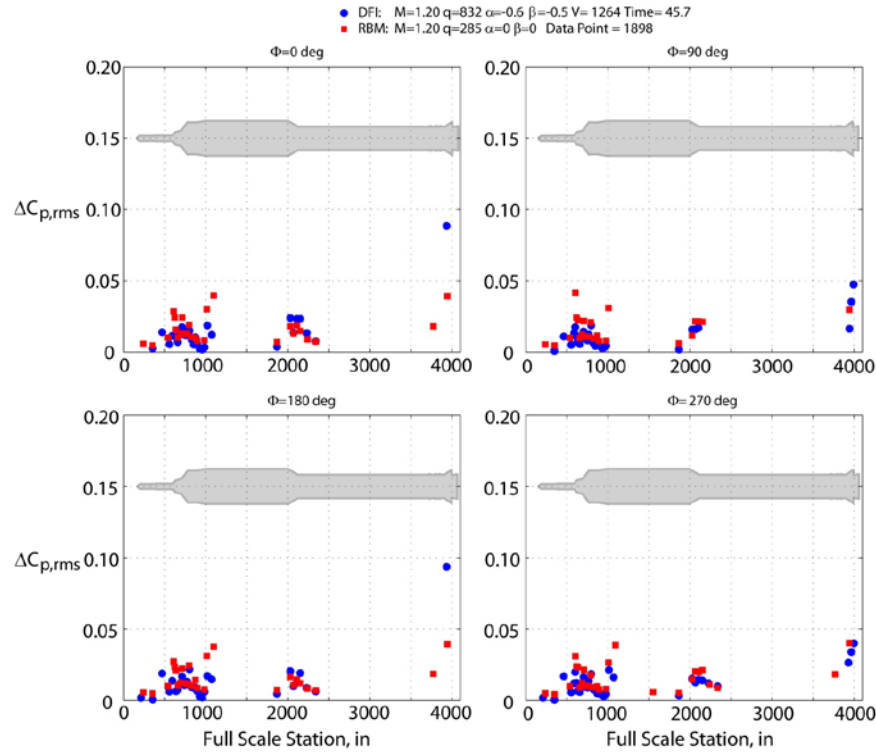 DFI: M=1.20 q=832 α=-0.6 β=-0.5 V= 1264 Time= 45.7
RBM: M=1.20 q=285 α=0 β=0 Data Point = 1898
Φ=0 deg
Φ=90 deg
0.20
0.15
0.10
0.05
0
ΔCp,rms
0 1000 2000 3000 4000
0.20
0.15
0.10
0.05
0
0 1000 2000 3000 4000
Φ=180 deg
Φ=270 deg
0.20
0.15
0.10
0.05
0
ΔCp,rms
0 1000 2000 3000 4000
Full Scale Station, in
0.20
0.15
0.10
0.05
0
0 1000 2000 3000 4000
Full Scale Station, in